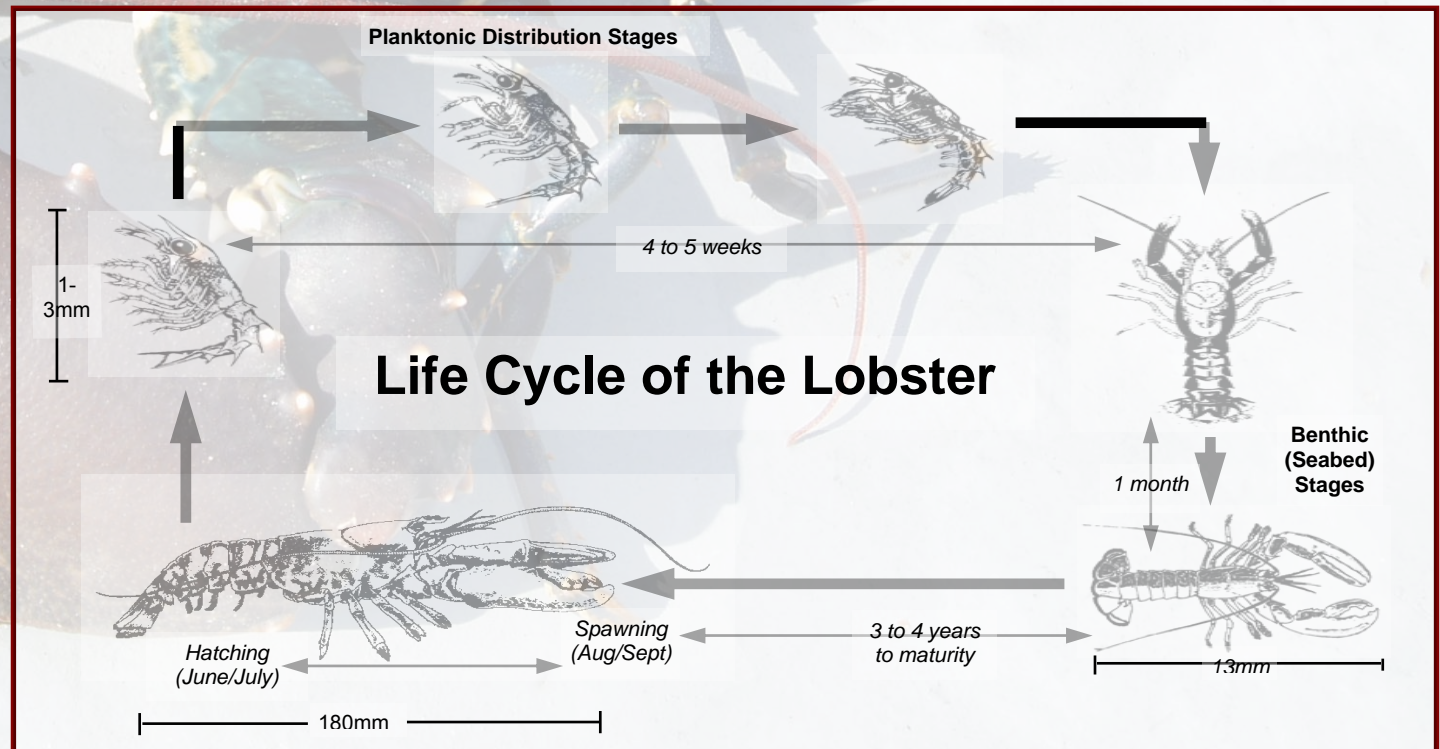 Planktonic Distribution Stages
4 to 5 weeks
1-
3mm
Life Cycle of the Lobster
Benthic
(Seabed)
Stages
1 month
Spawning
(Aug/Sept)
3 to 4 years
to maturity
Hatching
(June/July)
13mm
180mm